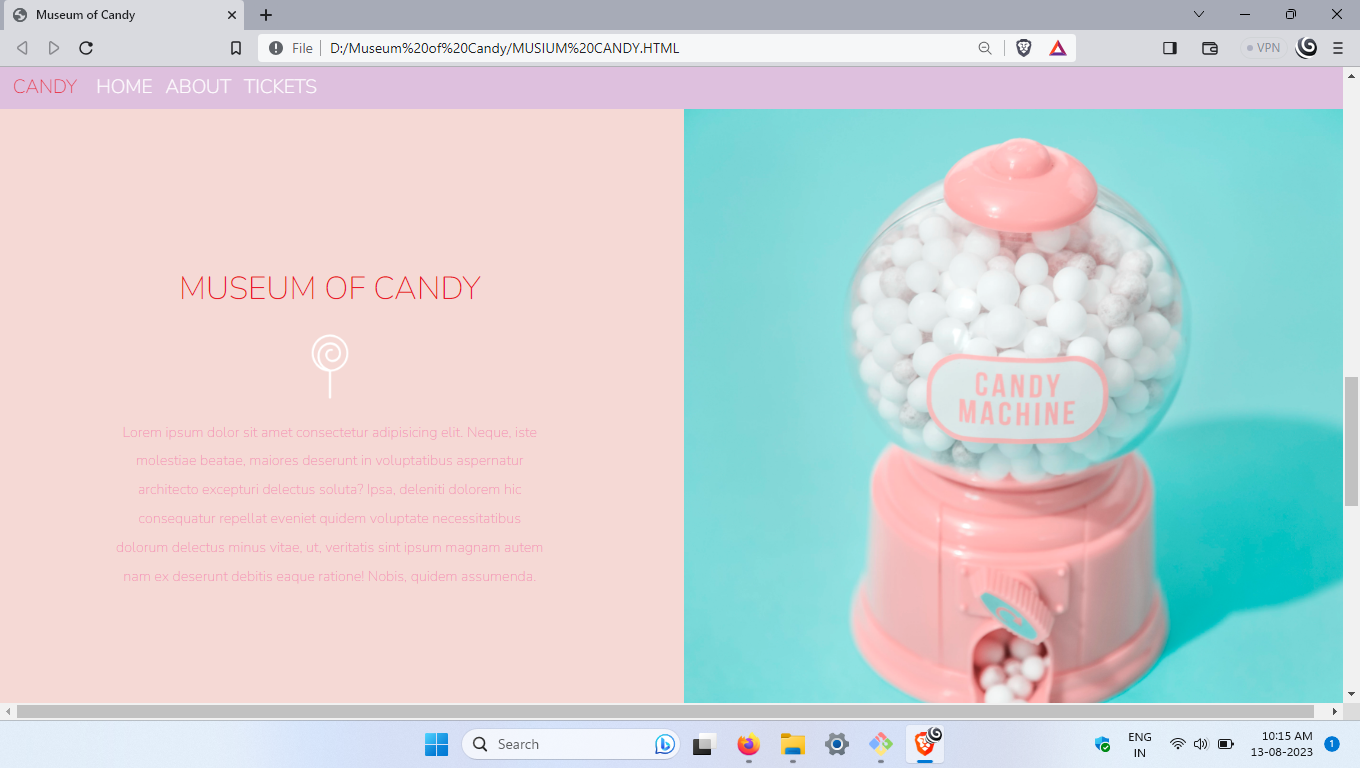 Museum of Candy
File D:/Museum%20of%20Candy/MUSIUM%20CANDY.HTML
VPN
CANDY HOME ABOUT TICKETS
MUSEUM OF CANDY
Lorem ipsum dolor sit amet consectetur adipisicing elit. Neque, iste
molestiae beatae, maiores deserunt in voluptatibus aspernatur
architecto excepturi delectus soluta? Ipsa, deleniti dolorem hic
consequatur repellat eveniet quidem voluptate necessitatibus
dolorum delectus minus vitae, ut, veritatis sint ipsum magnam autem
nam ex deserunt debitis eaque ratione! Nobis, quidem assumenda.
CANDY
MACHINE
Search
ENG
IN
10:15 AM
13-08-2023
1